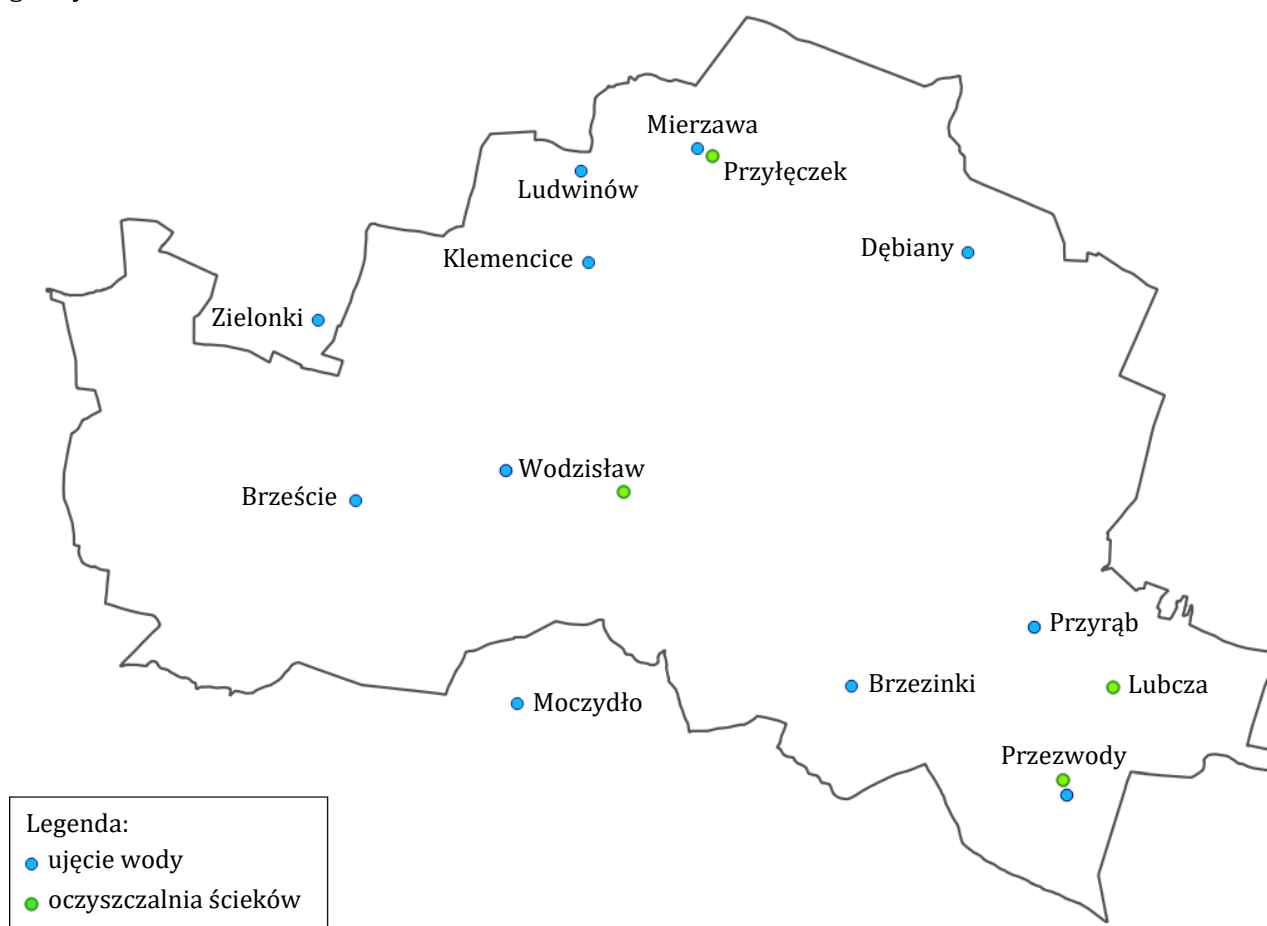 Mierzawa
Przyłęczek
Ludwinów
Klemencice
Dębiany
Zielonki
Wodzisław
Brzeście
Przyrąb
Brzezinki
Lubcza
Moczydło
Przezwody
Legenda:
ujęcie wody
oczyszczalnia ścieków